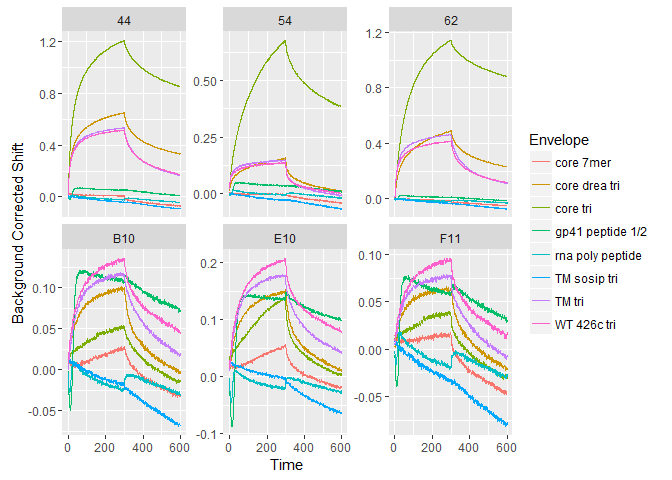 44 54 62
1.2
0.8
0.4
0.0
0.50
0.25
0.00
1.2
0.8
0.4
0.0
Background Corrected Shift
B10 E10 F11
0.10
0.05
0.00
-0.05
0.2
0.1
0.0
-0.1
0.10
0.05
0.00
-0.05
0 200 400 600
0 200 400 600
0 200 400 600
Time
Envelope
core 7mer
core drea tri
core tri
gp41 peptide 1/2
rna poly peptide
TM sosip tri
TM tri
WT 426c tri